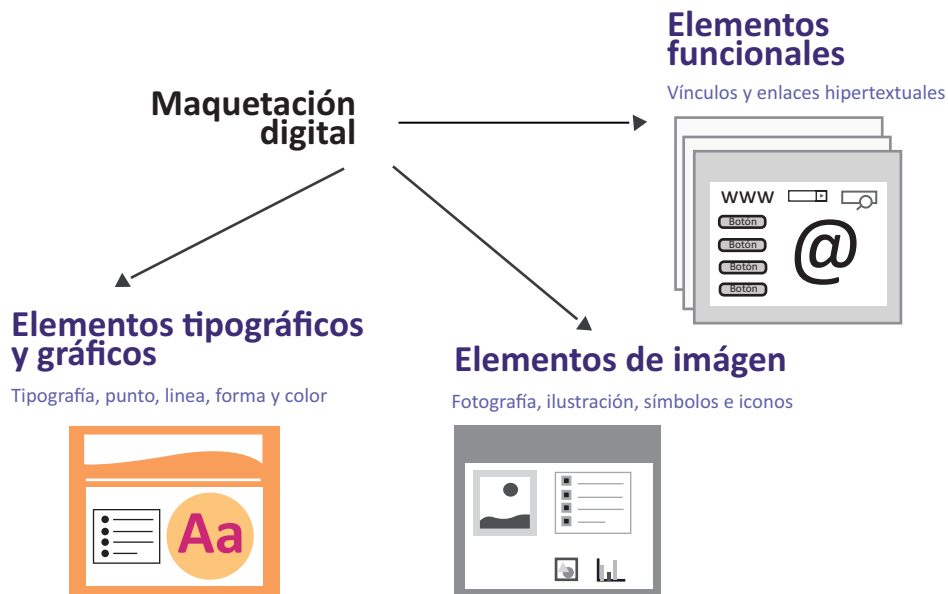 Maquetación
digital
Elementos
funcionales
Vínculos y enlaces hipertextuales
www
Botón
Botón
Botón
Botón
@
Elementos tipográficos
y gráficos
Tipografía, punto, linea, forma y color
Aa
Elementos de imágen
Fotografía, ilustración, símbolos e iconos